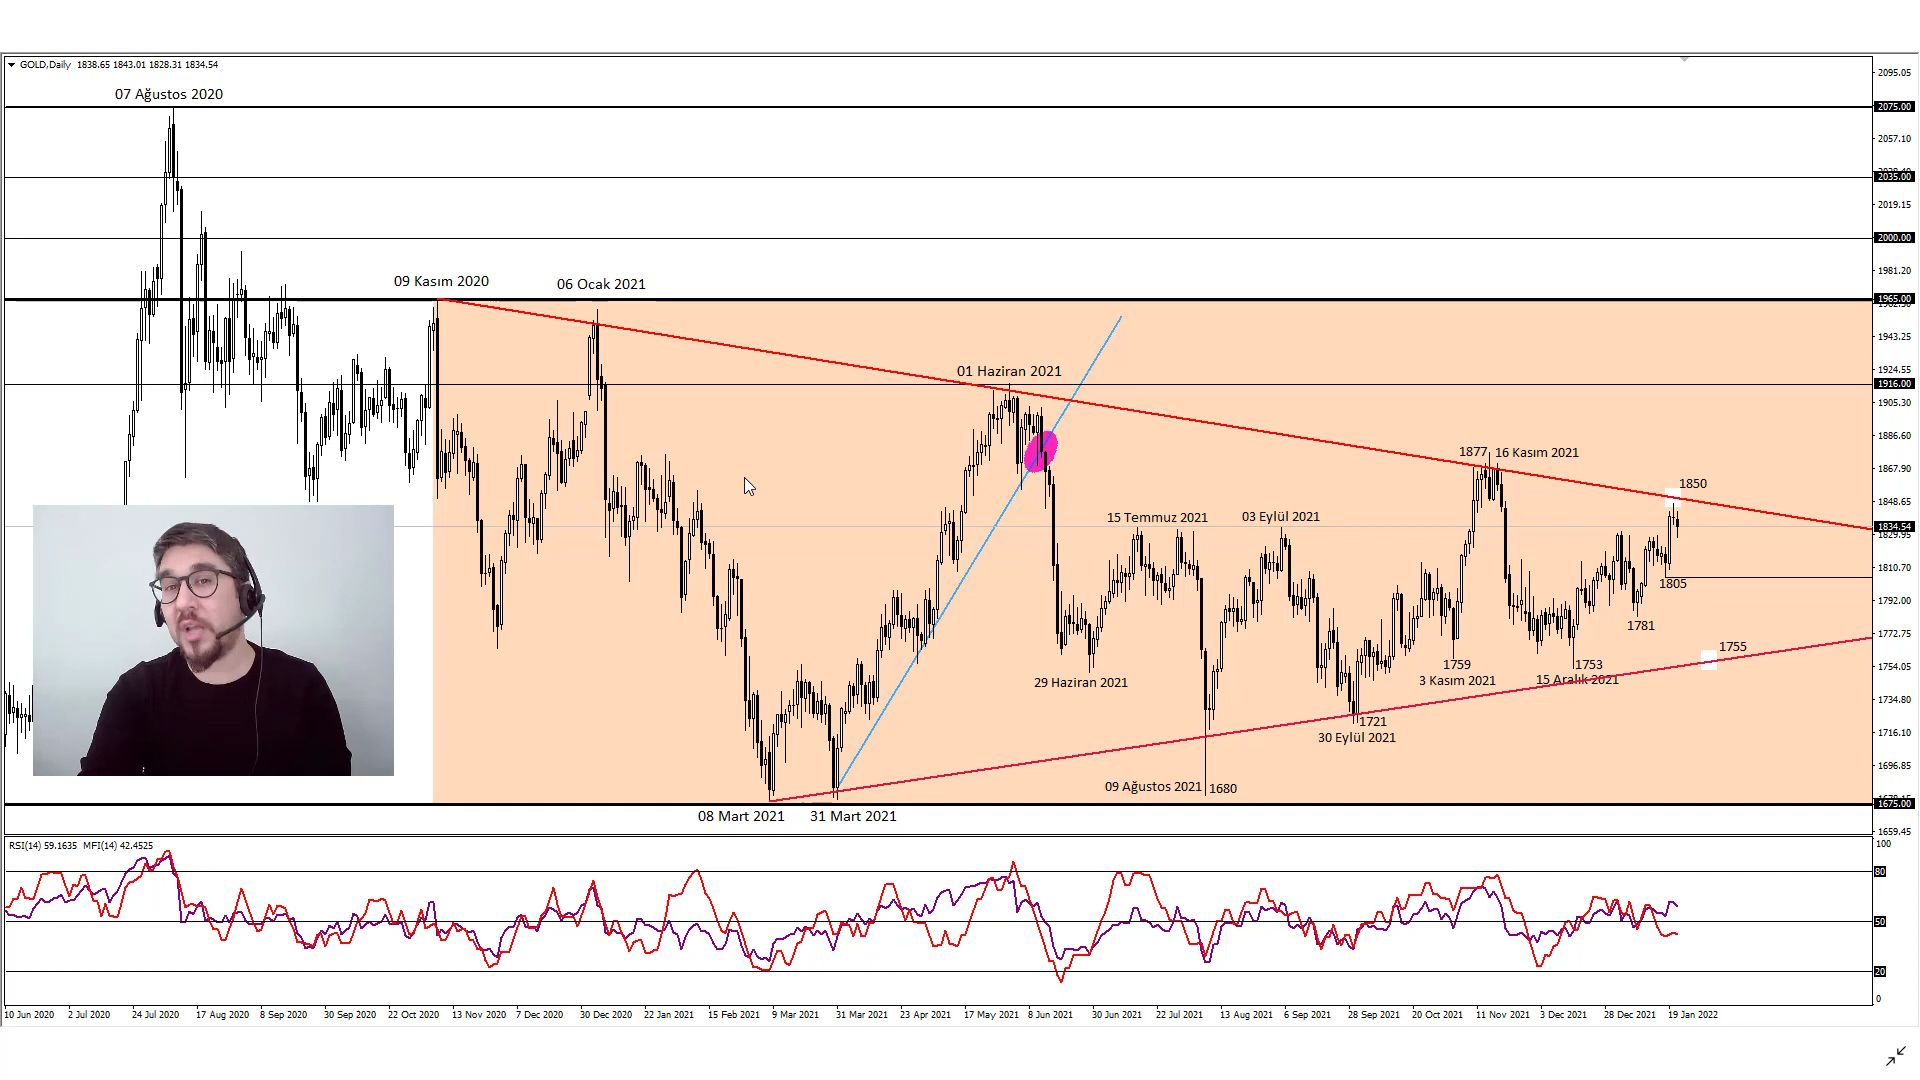 GOLD,Daily 1838.65 1843.01 1828.31 1834.54
07 Ağustos 2020
09 Kasım 2020
06 Ocak 2021
01 Haziran 2021
1877
16 Kasım 2021
1850
15 Temmuz 2021
03 Eylül 2021
1805
1781
1755
1759
3 Kasım 2021
1753
15 Aralık 2021
29 Haziran 2021
1721
30 Eylül 2021
09 Ağustos 2021
1680
08 Mart 2021
31 Mart 2021
2095.05
2075.00
2057.10
2035.00
2019.15
2000.00
1981.20
1965.00
1943.25
1924.55
1916.00
1905.30
1886.60
1867.90
1848.65
1834.54
1829.95
1810.70
1792.00
1772.75
1754.05
1734.80
1716.10
1696.85
1675.00
1659.45
RSI(14) 59.1635 MFI(14) 42.4525
100
80
50
20
0
10 Jun 2020
2 Jul 2020
24 Jul 2020
17 Aug 2020
8 Sep 2020
30 Sep 2020
22 Oct 2020
13 Nov 2020
7 Dec 2020
30 Dec 2020
22 Jan 2021
15 Feb 2021
9 Mar 2021
31 Mar 2021
23 Apr 2021
17 May 2021
8 Jun 2021
30 Jun 2021
22 Jul 2021
13 Aug 2021
6 Sep 2021
28 Sep 2021
20 Oct 2021
11 Nov 2021
3 Dec 2021
28 Dec 2021
19 Jan 2022